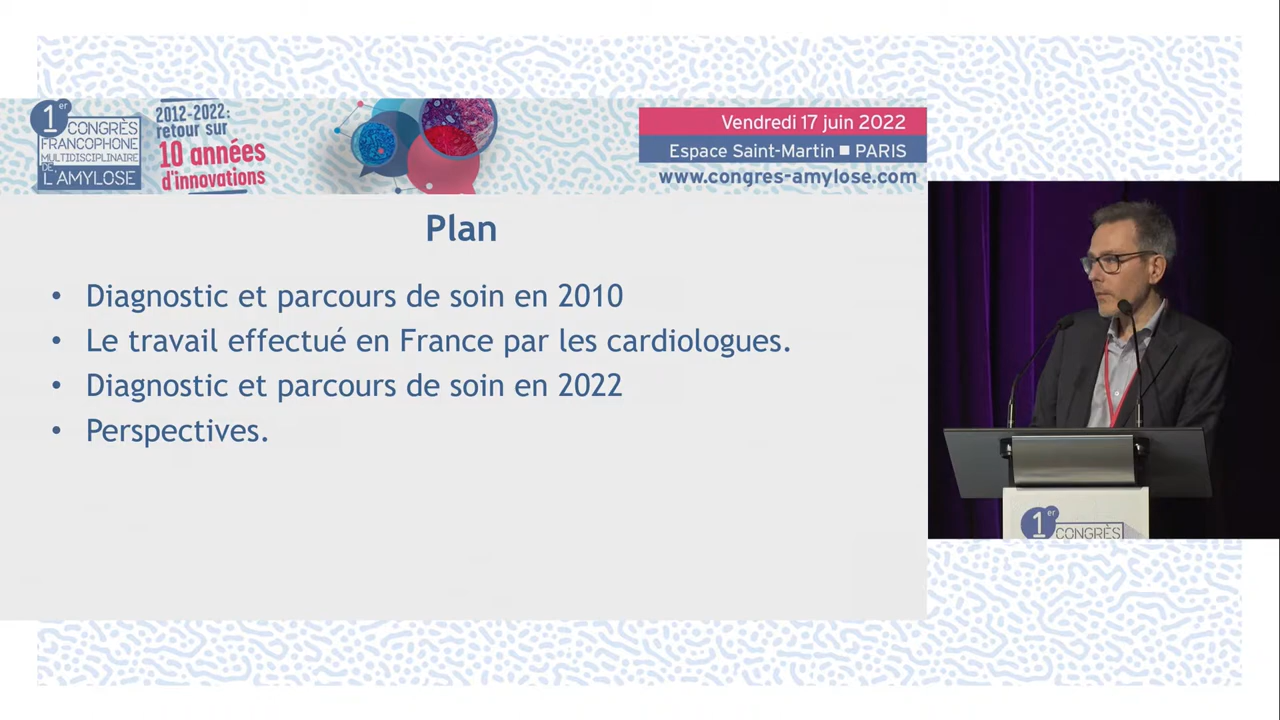 1er
CONGRÈS
FRANCOPHONE
MULTIDISCIPLINAIRE
DE
L'AMYLOSE
2012-2022:
retour sur
10 années
d'innovations
Vendredi 17 juin 2022
Espace Saint-Martin ■ PARIS
www.congres-amylose.com
Plan
• Diagnostic et parcours de soin en 2010
• Le travail effectué en France par les cardiologues.
• Diagnostic et parcours de soin en 2022
• Perspectives.
1er
CONGRÈS